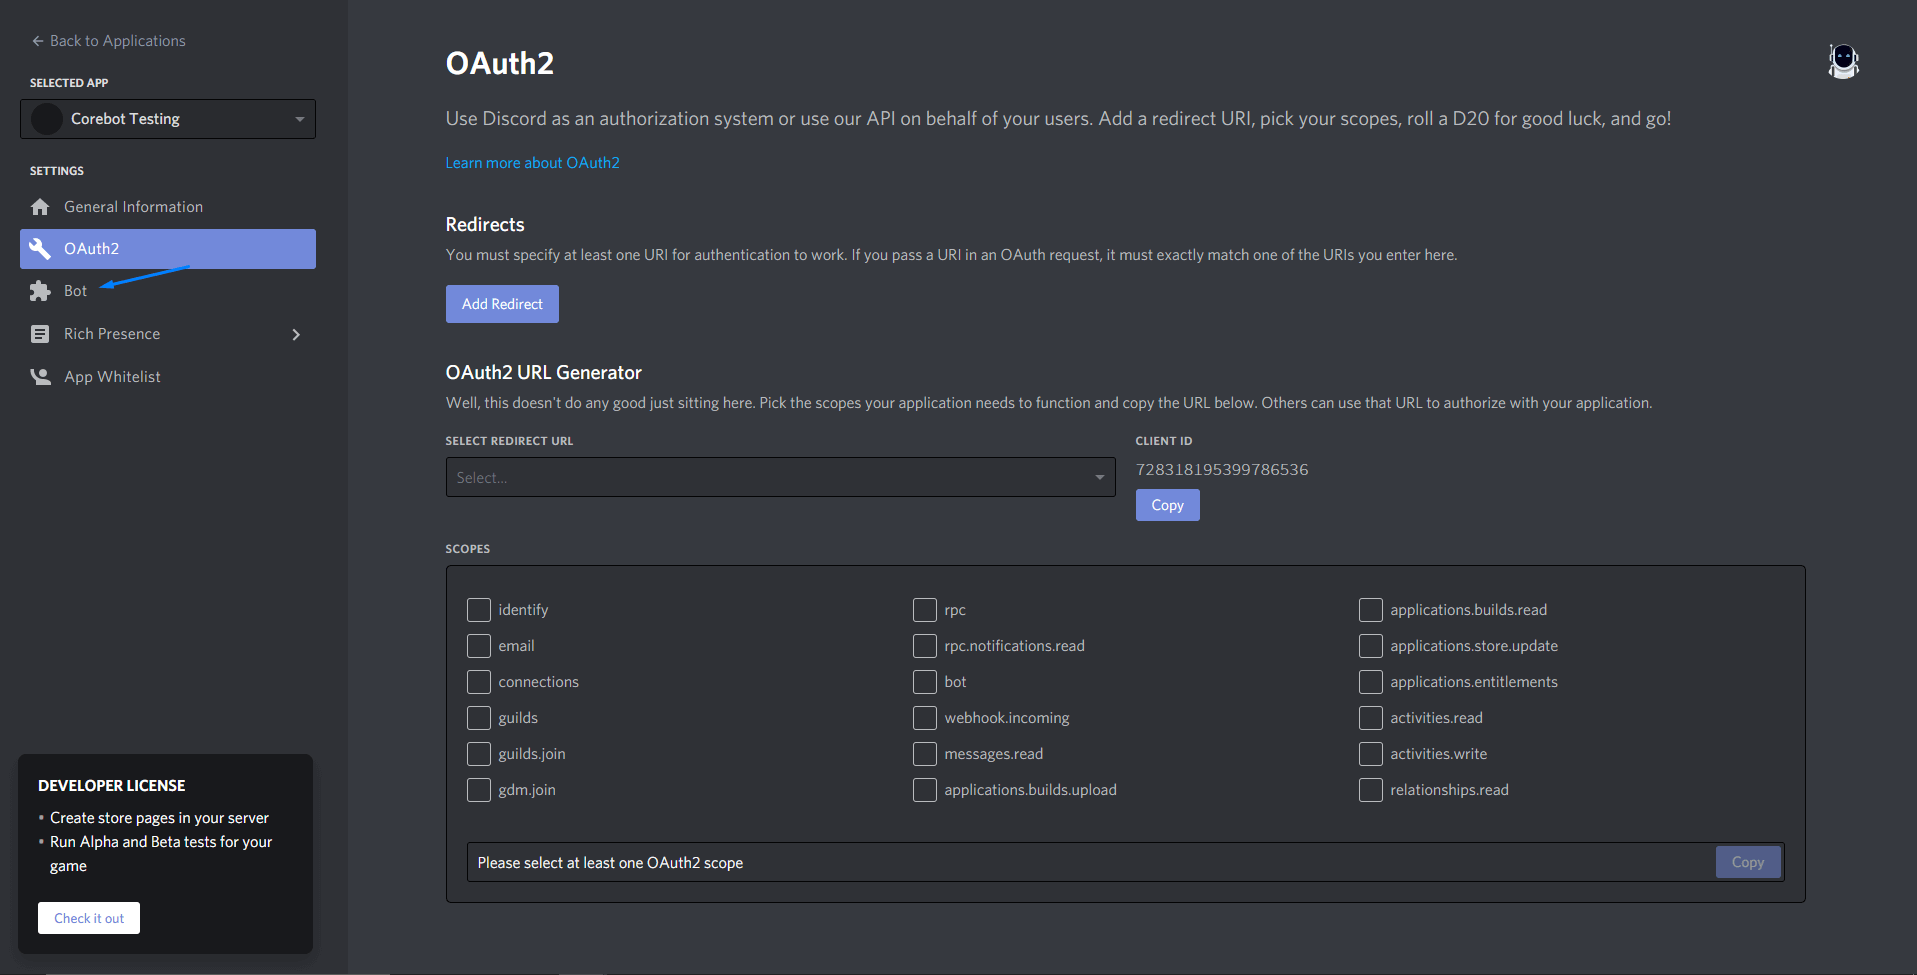 Back to Applications
SELECTED APP
Corebot Testing
SETTINGS
General Information
OAuth2
Bot
Rich Presence
App Whitelist
DEVELOPER LICENSE
• Create store pages in your server
• Run Alpha and Beta tests for your
game
Check it out
OAuth2
Use Discord as an authorization system or use our API on behalf of your users. Add a redirect URI, pick your scopes, roll a D20 for good luck, and go!
Learn more about OAuth2
Redirects
You must specify at least one URI for authentication to work. If you pass a URI in an OAuth request, it must exactly match one of the URIs you enter here.
Add Redirect
OAuth2 URL Generator
Well, this doesn't do any good just sitting here. Pick the scopes your application needs to function and copy the URL below. Others can use that URL to authorize with your application.
SELECT REDIRECT URL
Select...
CLIENT ID
728318195399786536
Copy
SCOPES
identify
email
connections
guilds
guilds.join
gdm.join
rpc
rpc.notifications.read
bot
webhook.incoming
messages.read
applications.builds.upload
applications.builds.read
applications.store.update
applications.entitlements
activities.read
activities.write
relationships.read
Please select at least one OAuth2 scope
Copy